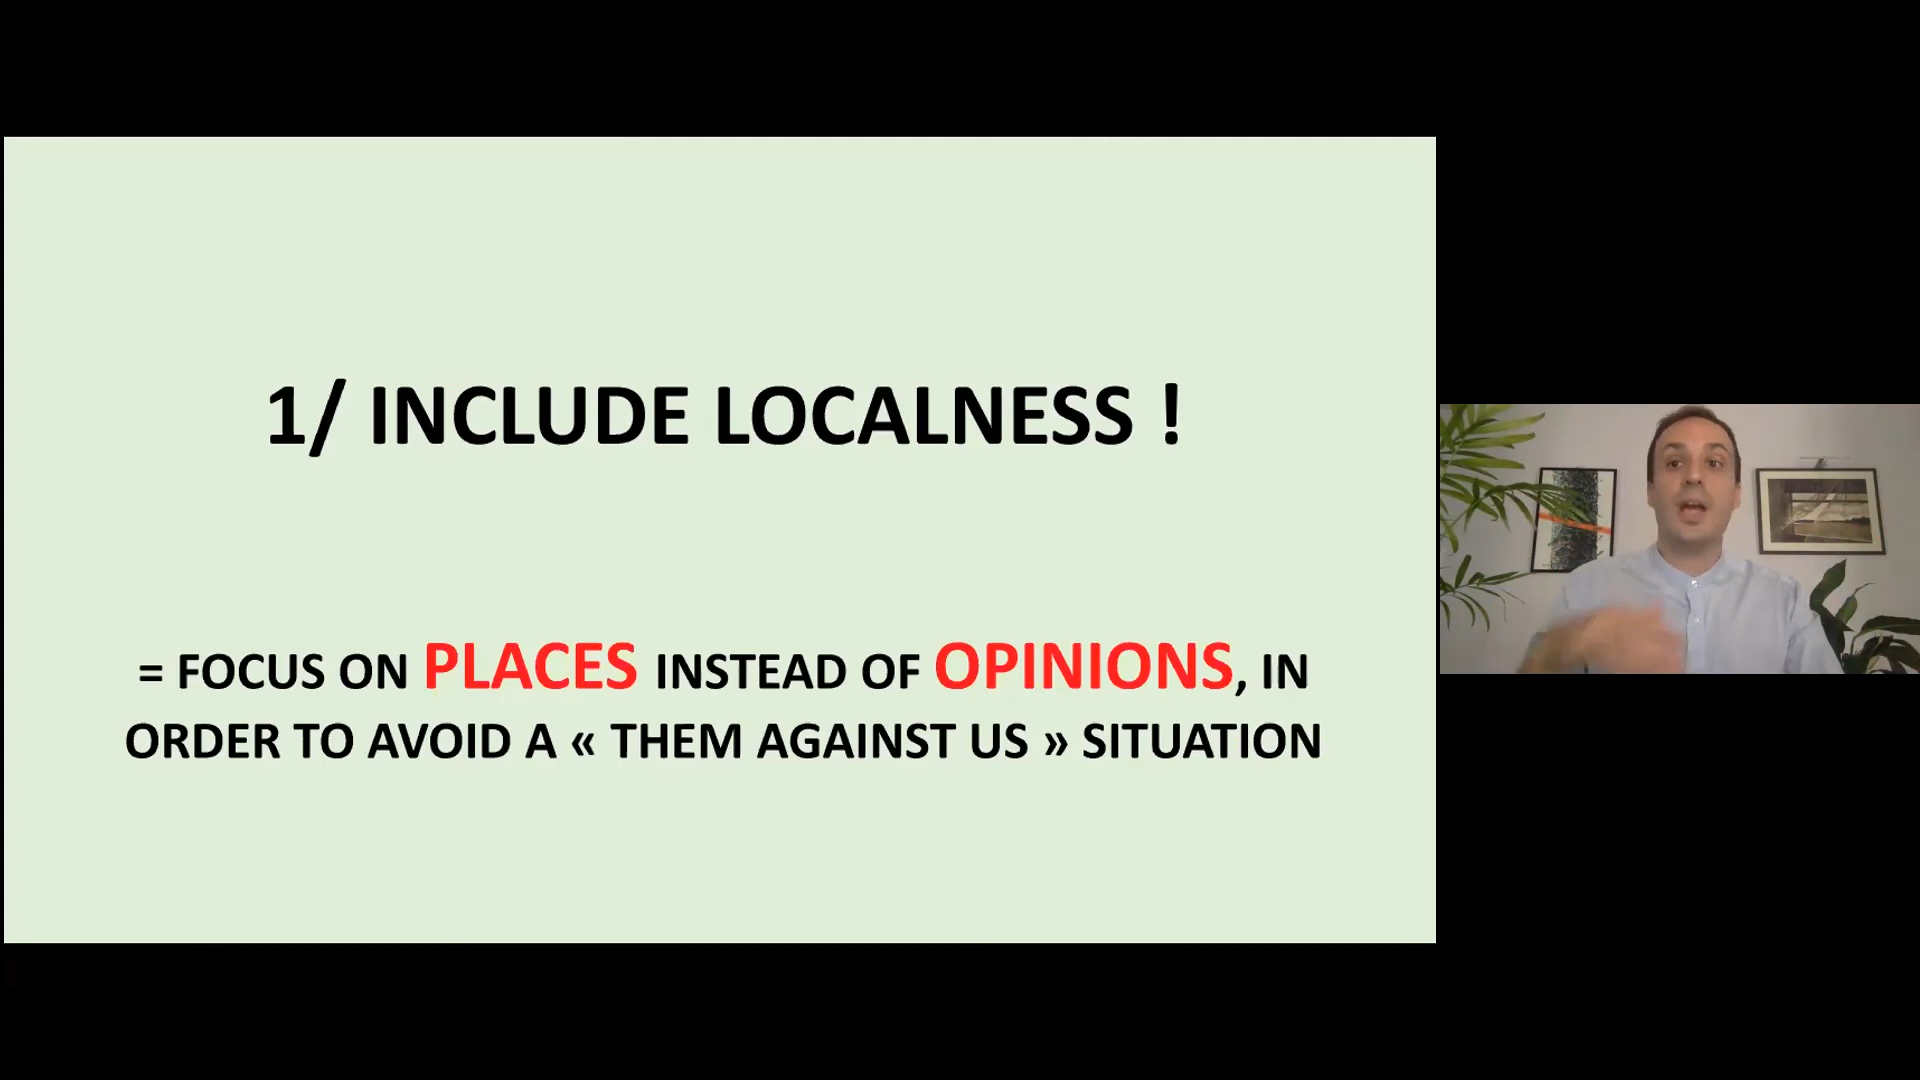 1/ INCLUDE LOCALNESS !
= FOCUS ON PLACES INSTEAD OF OPINIONS, IN
ORDER TO AVOID A « THEM AGAINST US » SITUATION